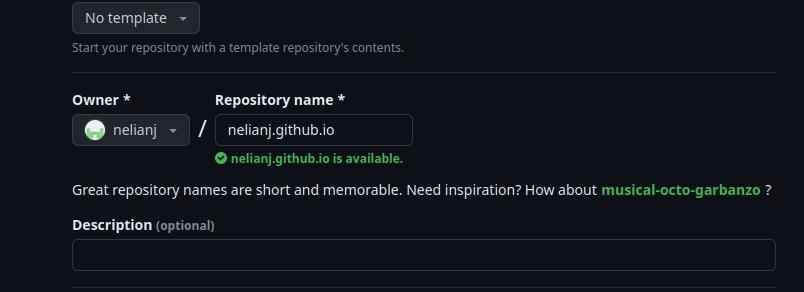 No template
Start your repository with a template repository's contents.
Owner * Repository name *
nelianj / nelianj.github.io
nelianj.github.io is available.
Great repository names are short and memorable. Need inspiration? How about musical-octo-garbanzo ?
Description (optional)